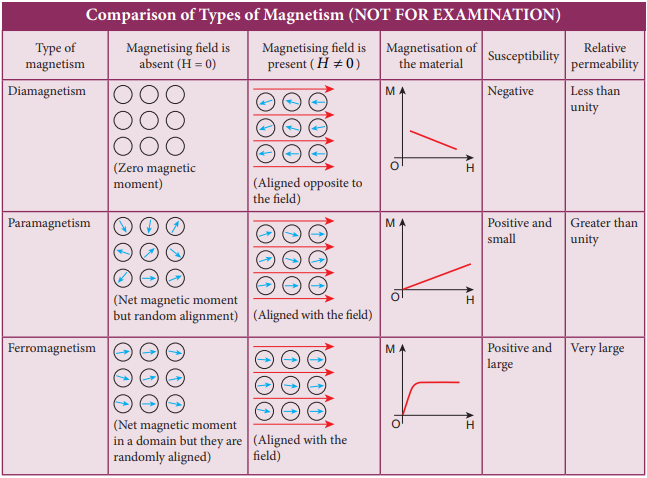 Comparison of Types of Magnetism (NOT FOR EXAMINATION)
Type of
magnetism
Magnetising field is
absent (H = 0)
Magnetising field is
present ( H ≠ 0 )
Magnetisation of
the material
Susceptibility
Relative
permeability
Diamagnetism
(Zero magnetic
moment)
(Aligned opposite to
the field)
M
O
H
Negative
Less than
unity
Paramagnetism
(Net magnetic moment
but random alignment)
(Aligned with the field)
M
O
H
Positive and
small
Greater than
unity
Ferromagnetism
(Net magnetic moment
in a domain but they are
randomly aligned)
(Aligned with the
field)
M
O
H
Positive and
large
Very large